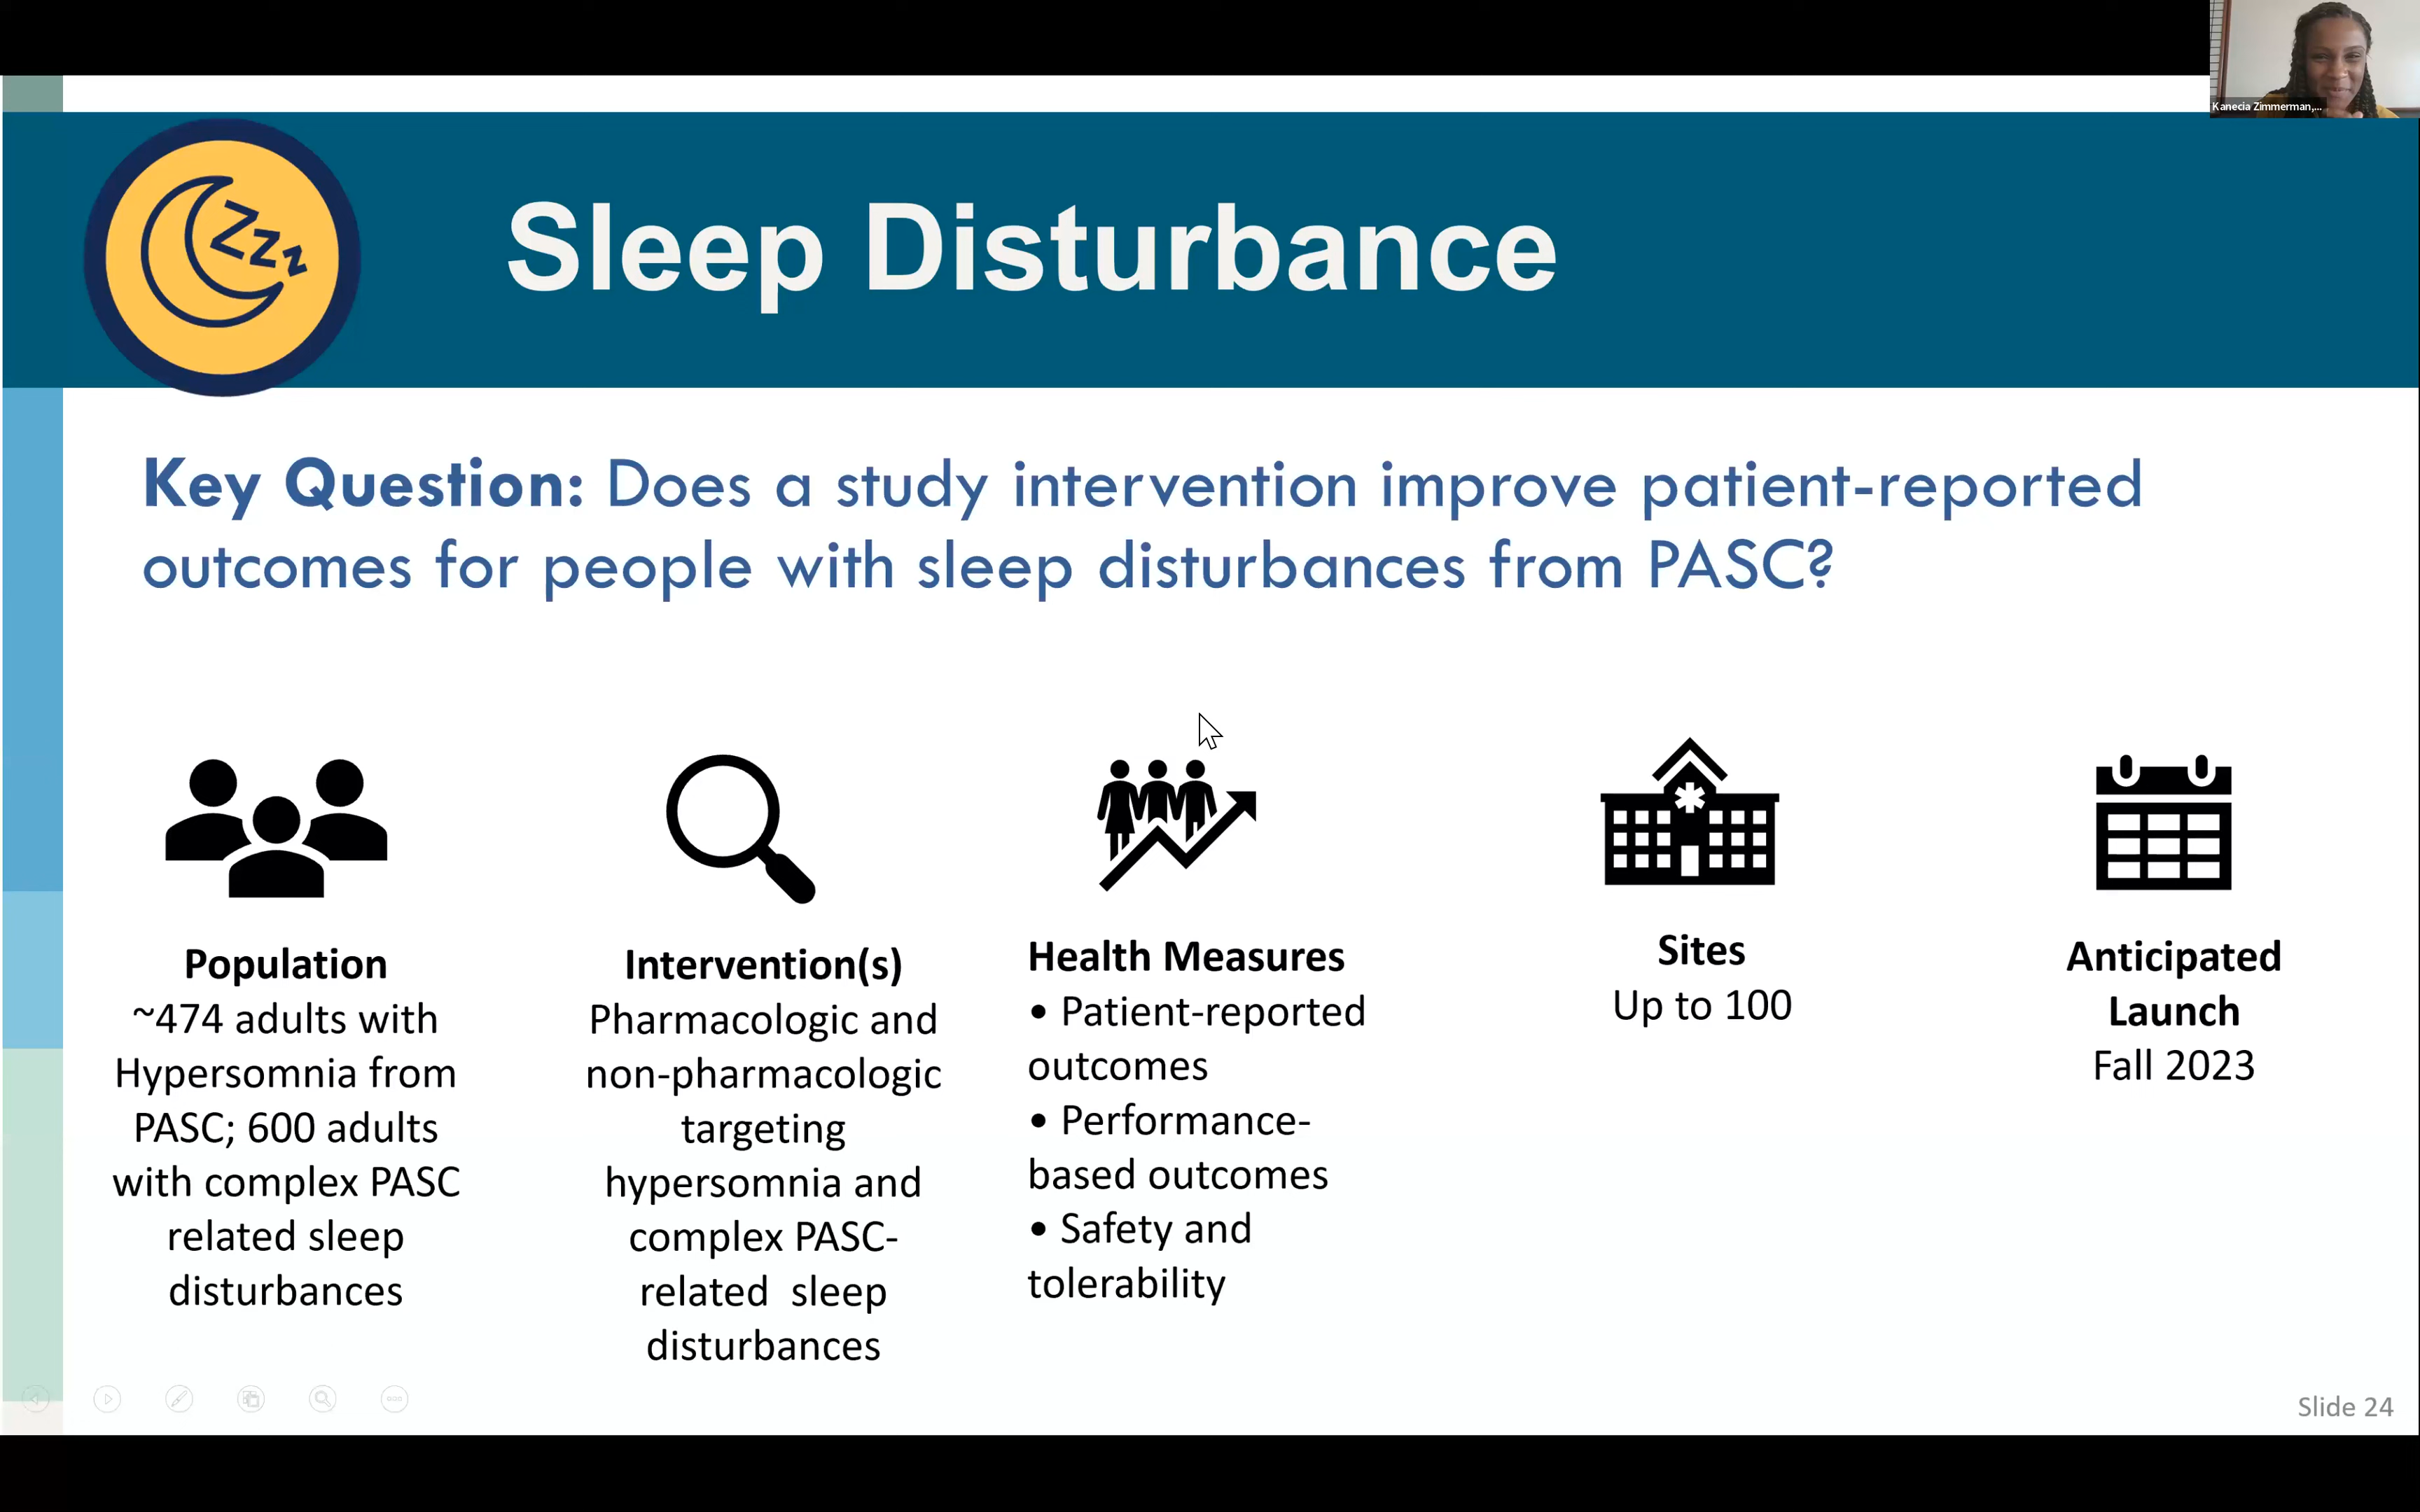 Kanecia Zimmerman,...
Zzz
Sleep Disturbance
Key Question: Does a study intervention improve patient-reported
outcomes for people with sleep disturbances from PASC?
Population
~474 adults with
Hypersomnia from
PASC; 600 adults
with complex PASC
related sleep
disturbances
Intervention(s)
Pharmacologic and
non-pharmacologic
targeting
hypersomnia and
complex PASC-
related  sleep
disturbances
Health Measures
• Patient-reported
outcomes
• Performance-
based outcomes
• Safety and
tolerability
Sites
Up to 100
Anticipated
Launch
Fall 2023
Slide 24